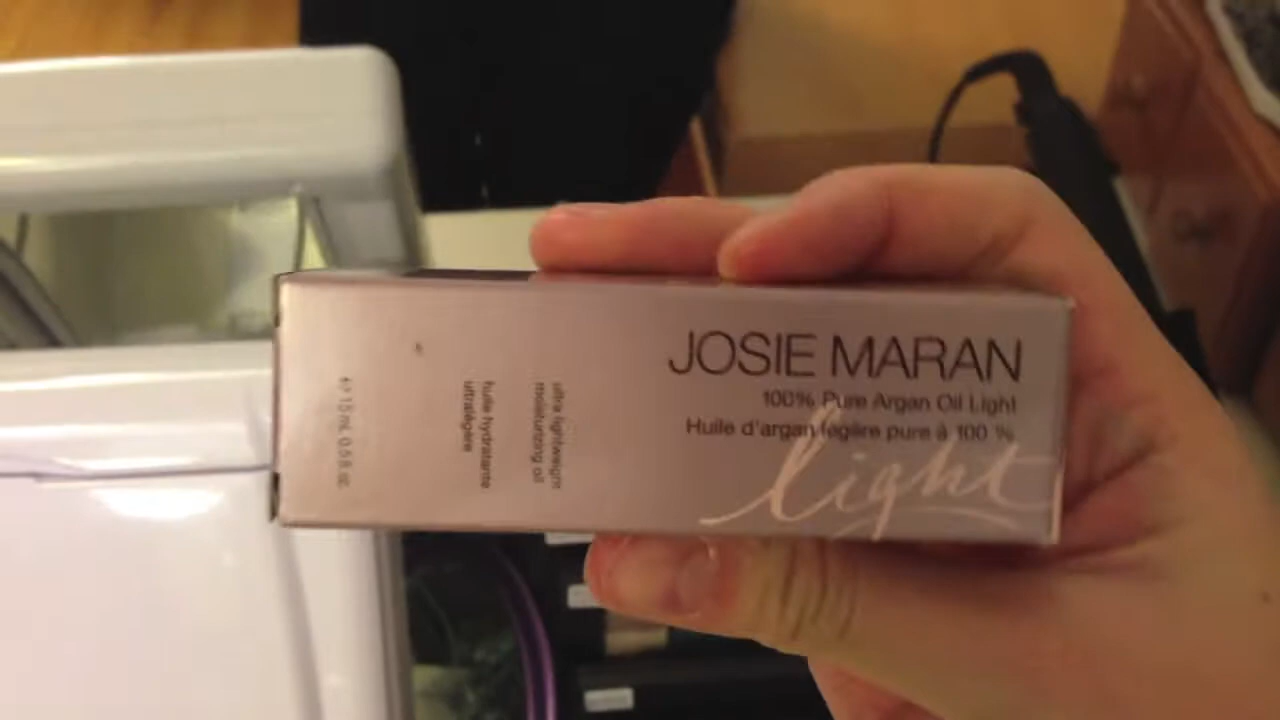 JOSIE MARAN
100% Pure Argan Oil Light
Huile d'argan légère pure à 100 %
light
ultra lightweight
moisturizing oil
huile hydratante
ultralégère
15 mL 0.5 fl. oz.